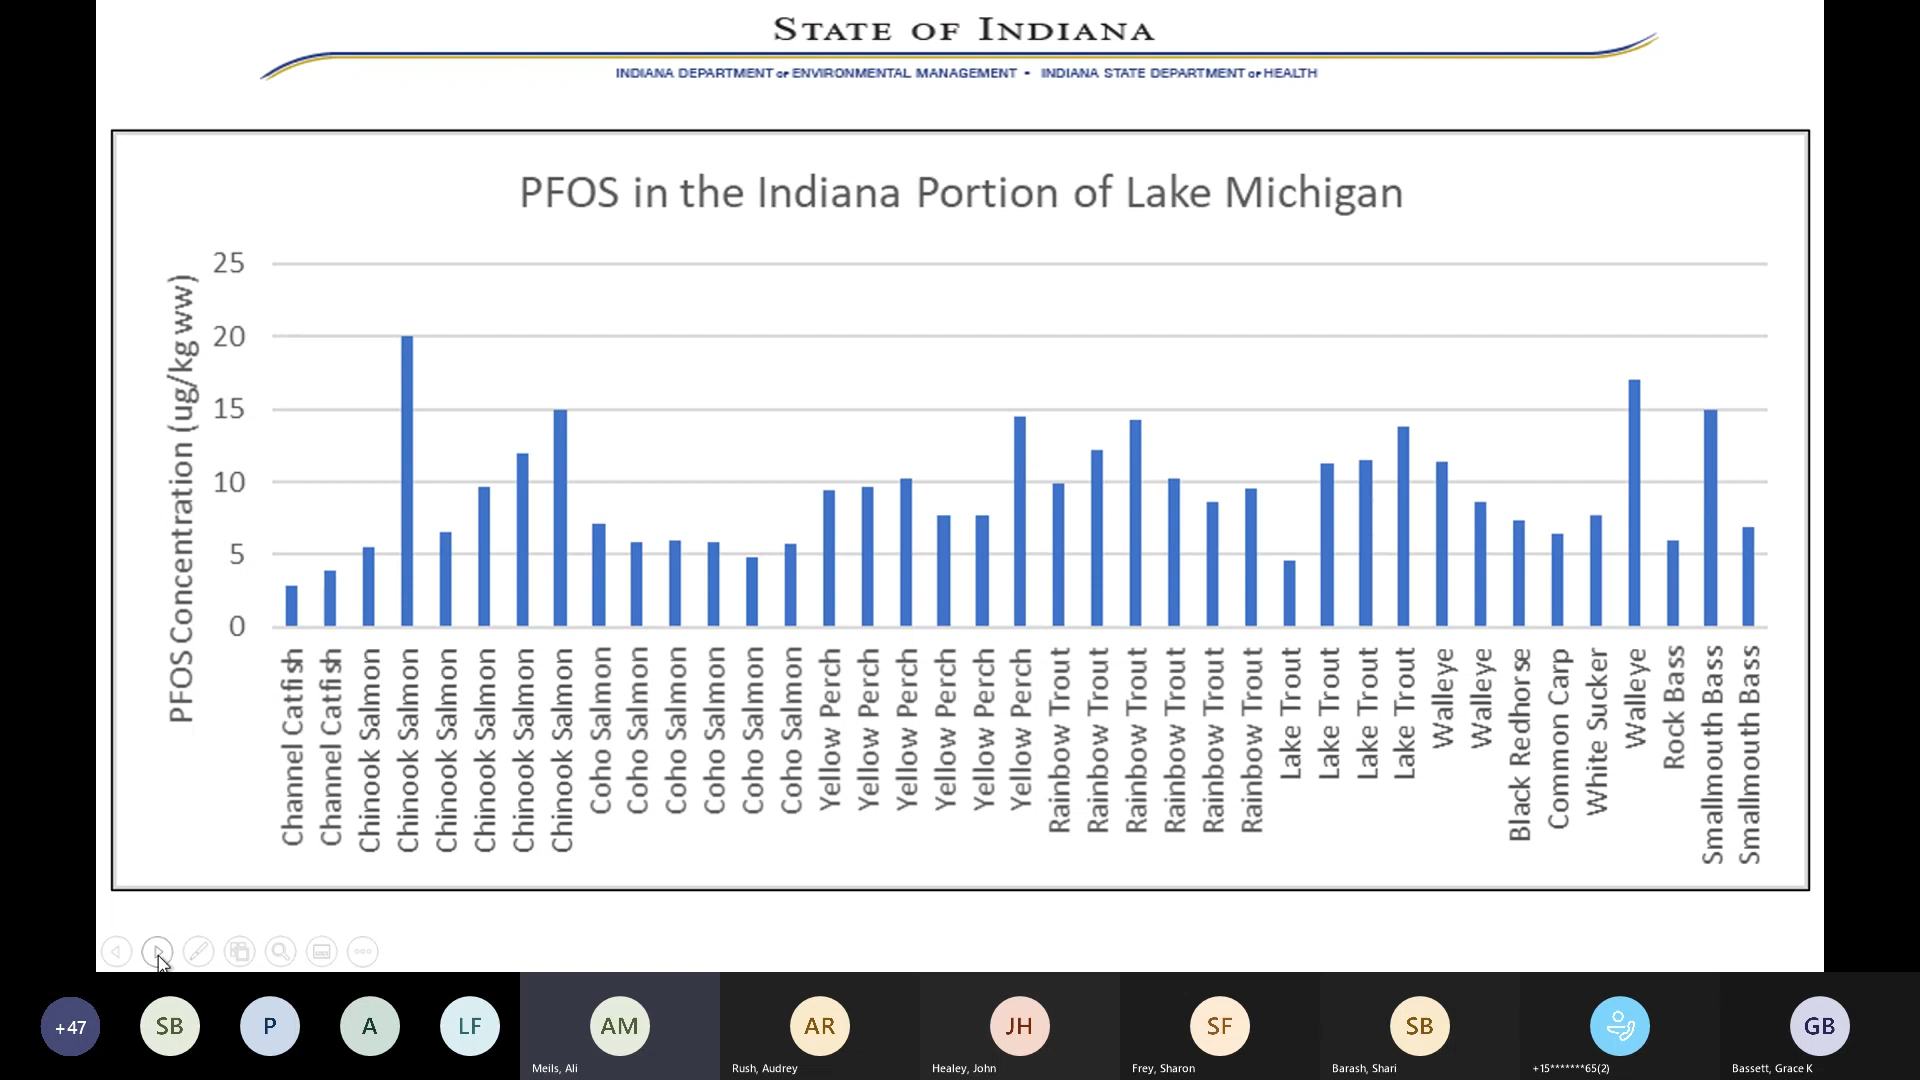 STATE OF INDIANA
INDIANA DEPARTMENT OF ENVIRONMENTAL MANAGEMENT • INDIANA STATE DEPARTMENT OF HEALTH
PFOS in the Indiana Portion of Lake Michigan
PFOS Concentration (ug/kg ww)
25
20
15
10
5
0
Channel Catfish
Channel Catfish
Chinook Salmon
Chinook Salmon
Chinook Salmon
Chinook Salmon
Chinook Salmon
Chinook Salmon
Coho Salmon
Coho Salmon
Coho Salmon
Coho Salmon
Coho Salmon
Coho Salmon
Yellow Perch
Yellow Perch
Yellow Perch
Yellow Perch
Yellow Perch
Yellow Perch
Rainbow Trout
Rainbow Trout
Rainbow Trout
Rainbow Trout
Rainbow Trout
Rainbow Trout
Lake Trout
Lake Trout
Lake Trout
Lake Trout
Walleye
Walleye
Black Redhorse
Common Carp
White Sucker
Walleye
Rock Bass
Smallmouth Bass
Smallmouth Bass
+47
SB
P
A
LF
AM
AR
JH
SF
SB
GB
Meils, Ali
Rush, Audrey
Healey, John
Frey, Sharon
Barash, Shari
+15*******65(2)
Bassett, Grace K